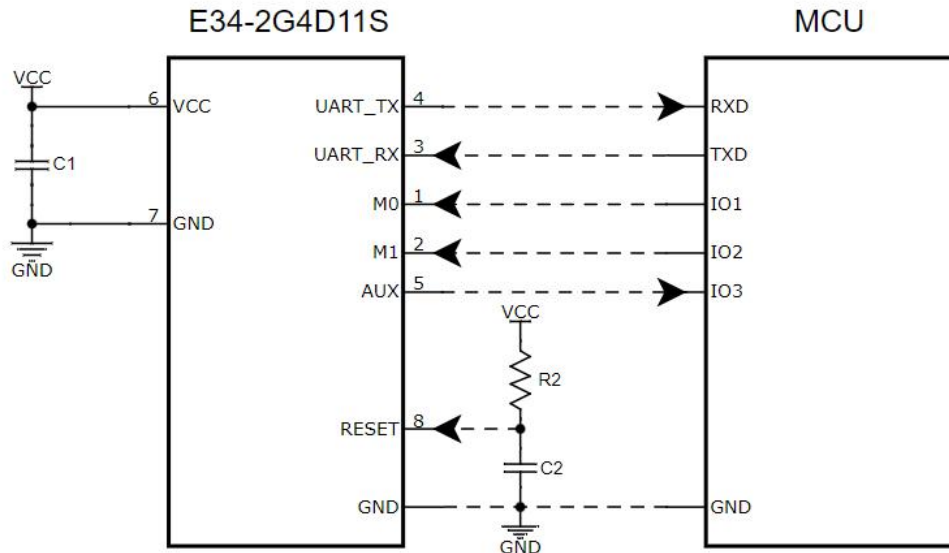 E34-2G4D11S
MCU
VCC
6
VCC
UART_TX
4
RXD
C1
UART_RX
3
TXD
M0
1
IO1
7
GND
GND
M1
2
IO2
AUX
5
IO3
VCC
R2
RESET
8
C2
GND
GND
GND